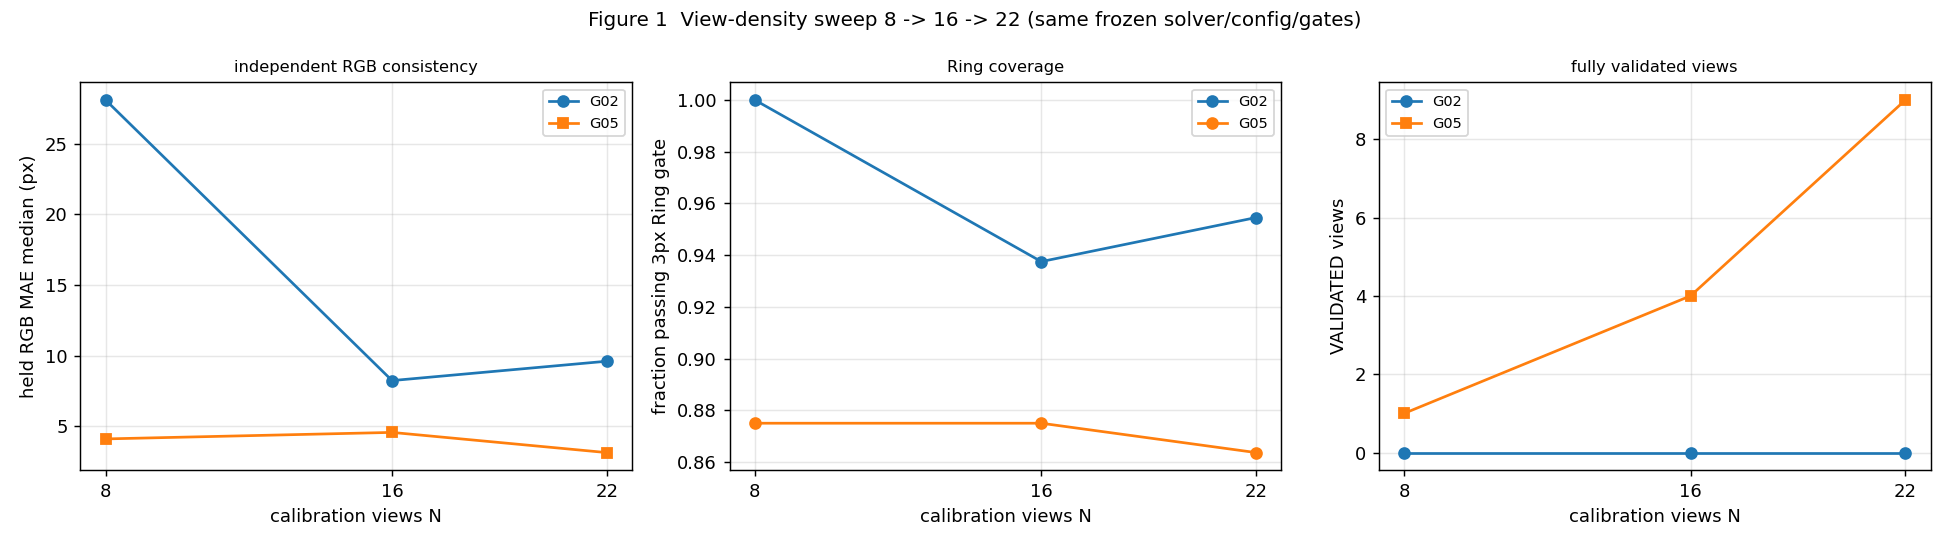 Figure 1  View-density sweep 8 -> 16 -> 22 (same frozen solver/config/gates)
independent RGB consistency
held RGB MAE median (px)
25
20
15
10
5
8
16
22
calibration views N
G02
G05
Ring coverage
fraction passing 3px Ring gate
1.00
0.98
0.96
0.94
0.92
0.90
0.88
0.86
8
16
22
calibration views N
G02
G05
fully validated views
VALIDATED views
8
6
4
2
0
8
16
22
calibration views N
G02
G05